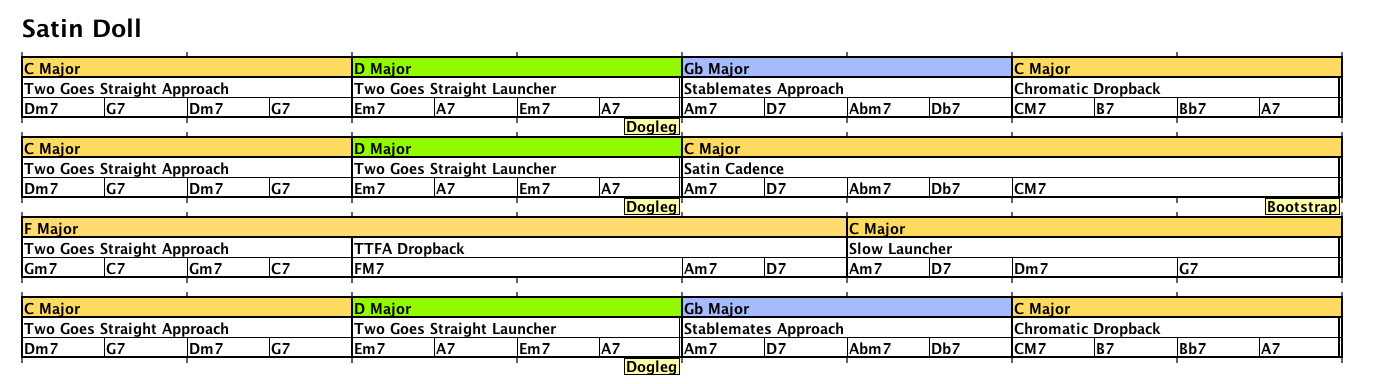 Satin Doll
C Major D Major Gb Major C Major
Two Goes Straight Approach Two Goes Straight Launcher Stablemates Approach Chromatic Dropback
Dm7 G7 Dm7 G7 Em7 A7 Em7 A7 Am7 D7 Abm7 Db7 CM7 B7 Bb7 A7
Dogleg
C Major D Major C Major
Two Goes Straight Approach Two Goes Straight Launcher Satin Cadence
Dm7 G7 Dm7 G7 Em7 A7 Em7 A7 Am7 D7 Abm7 Db7 CM7
Dogleg Bootstrap
F Major C Major
Two Goes Straight Approach TTFA Dropback Slow Launcher
Gm7 C7 Gm7 C7 FM7 Am7 D7 Am7 D7 Dm7 G7
C Major D Major Gb Major C Major
Two Goes Straight Approach Two Goes Straight Launcher Stablemates Approach Chromatic Dropback
Dm7 G7 Dm7 G7 Em7 A7 Em7 A7 Am7 D7 Abm7 Db7 CM7 B7 Bb7 A7
Dogleg